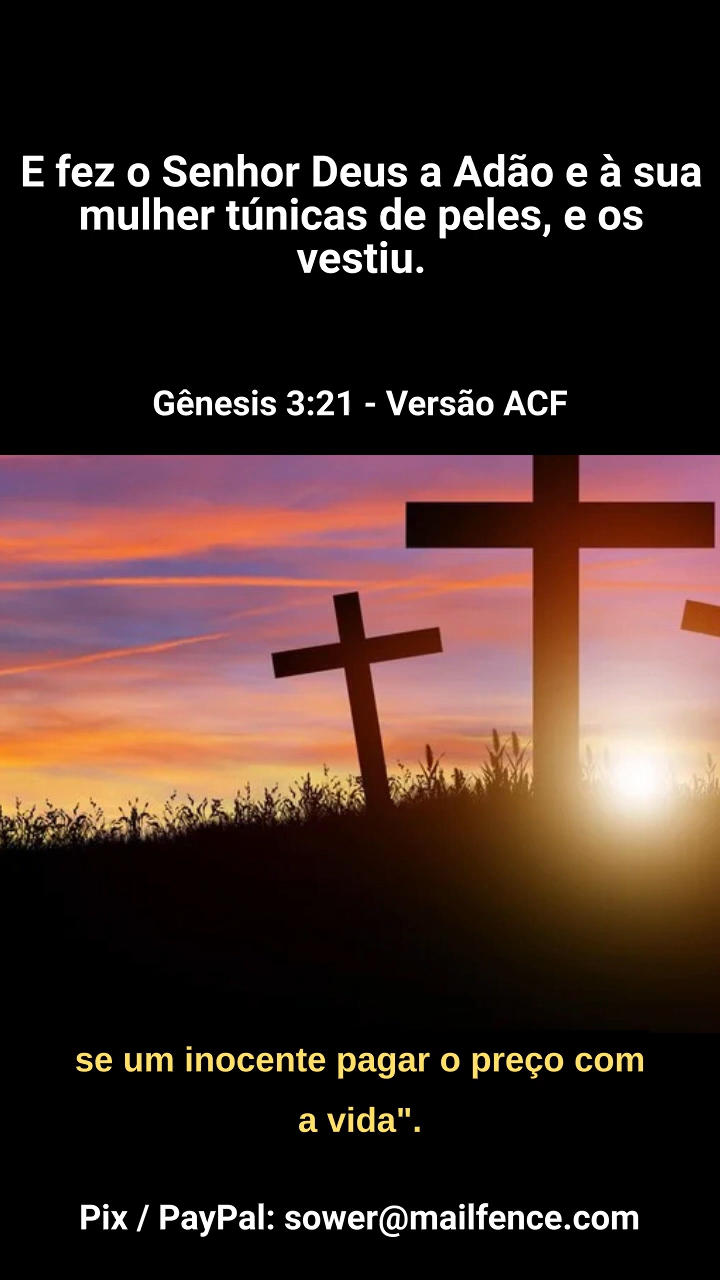 E fez o Senhor Deus a Adão e à sua
mulher túnicas de peles, e os
vestiu.
Gênesis 3:21 - Versão ACF
se um inocente pagar o preço com
a vida".
Pix / PayPal: sower@mailfence.com